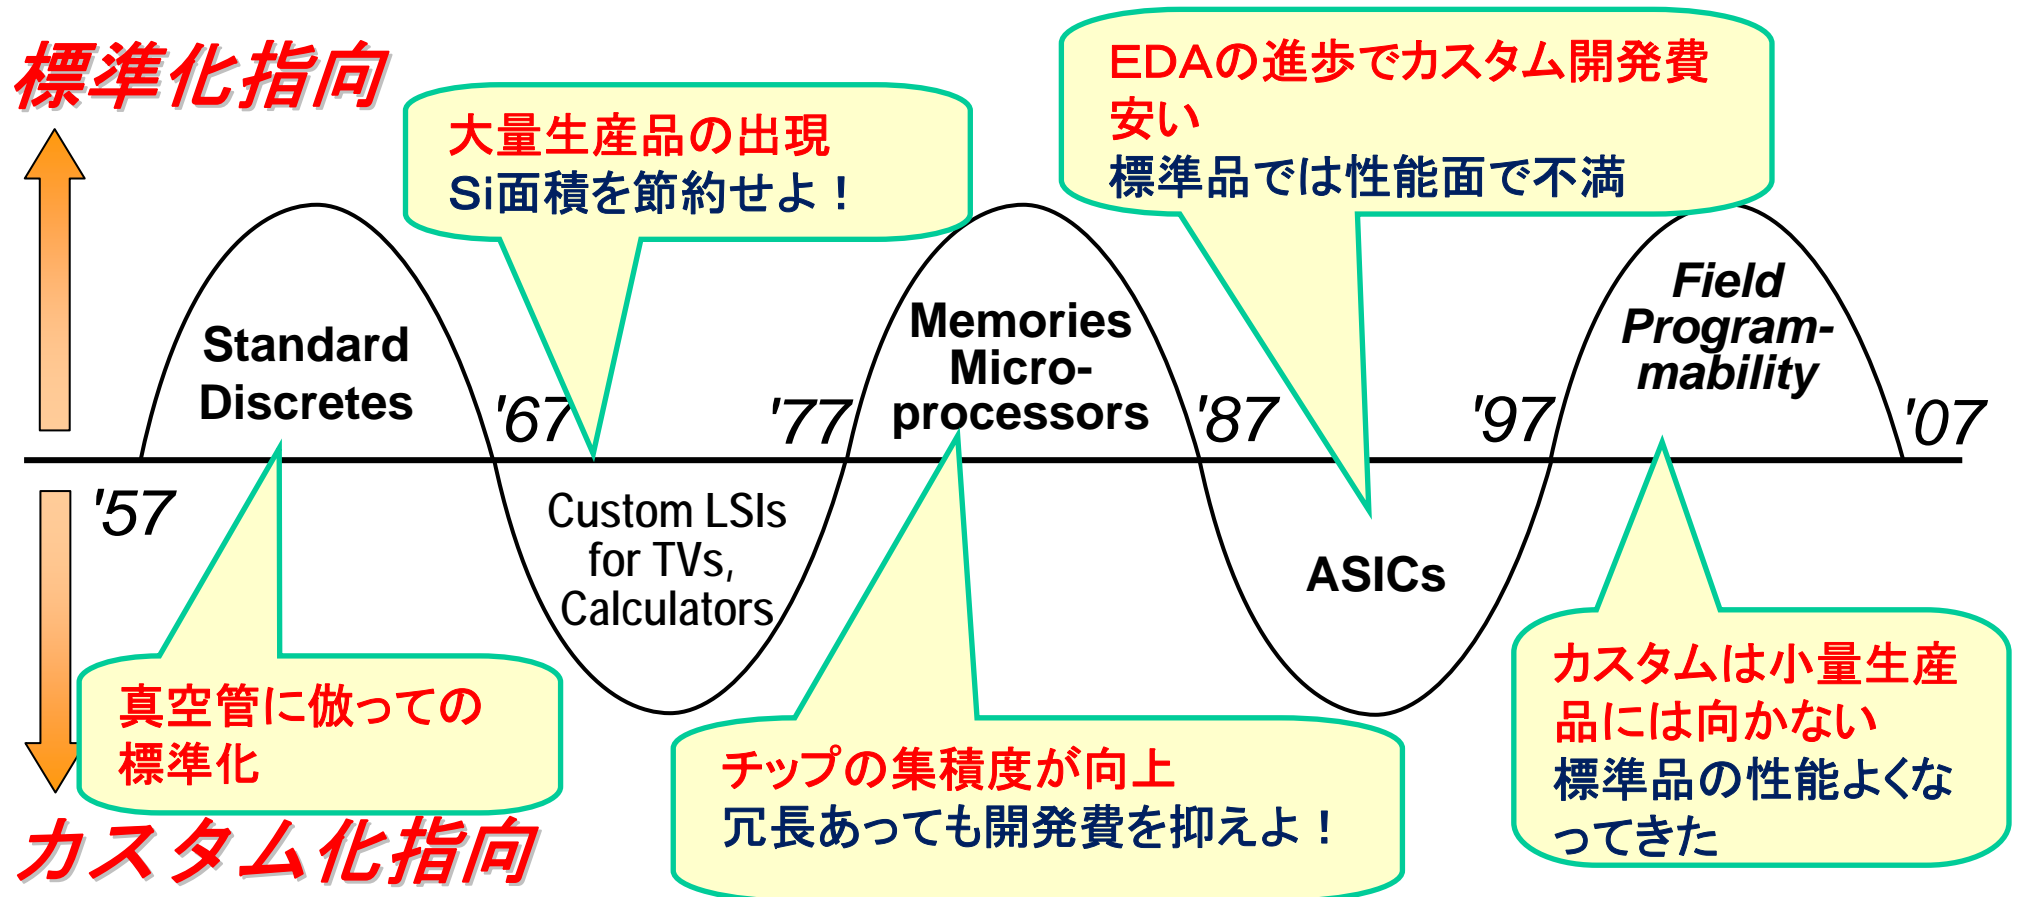 標準化指向
大量生産品の出現
Si面積を節約せよ！
EDAの進歩でカスタム開発費
安い
標準品では性能面で不満
Standard
Discretes
Memories
Micro-
processors
Field
Program-
mability
'57
'67
'77
'87
'97
'07
Custom LSIs
for TVs,
Calculators
ASICs
真空管に倣っての
標準化
チップの集積度が向上
冗長あっても開発費を抑えよ！
カスタムは小量生産
品には向かない
標準品の性能よくな
ってきた
カスタム化指向